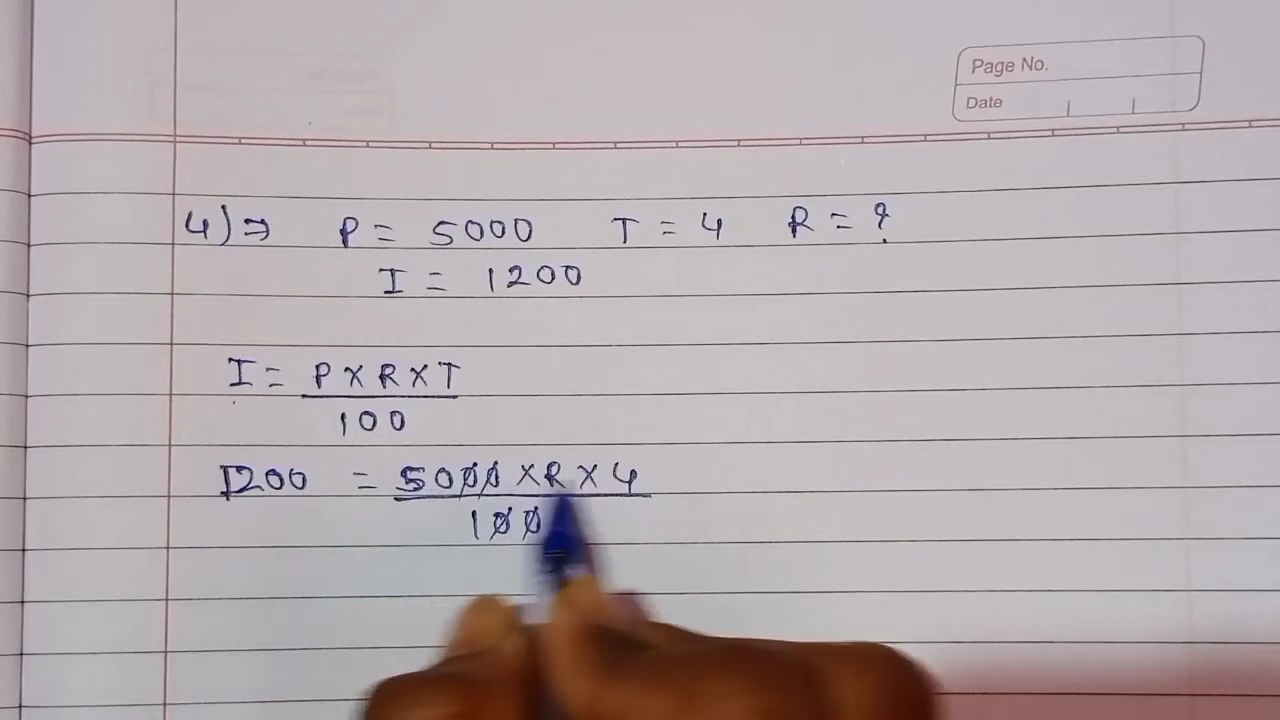 Page No.
Date
4) ⇒ P = 5000 T = 4 R = ?
I = 1200
I = P × R × T
100
1200 = 5000 × R × 4
100